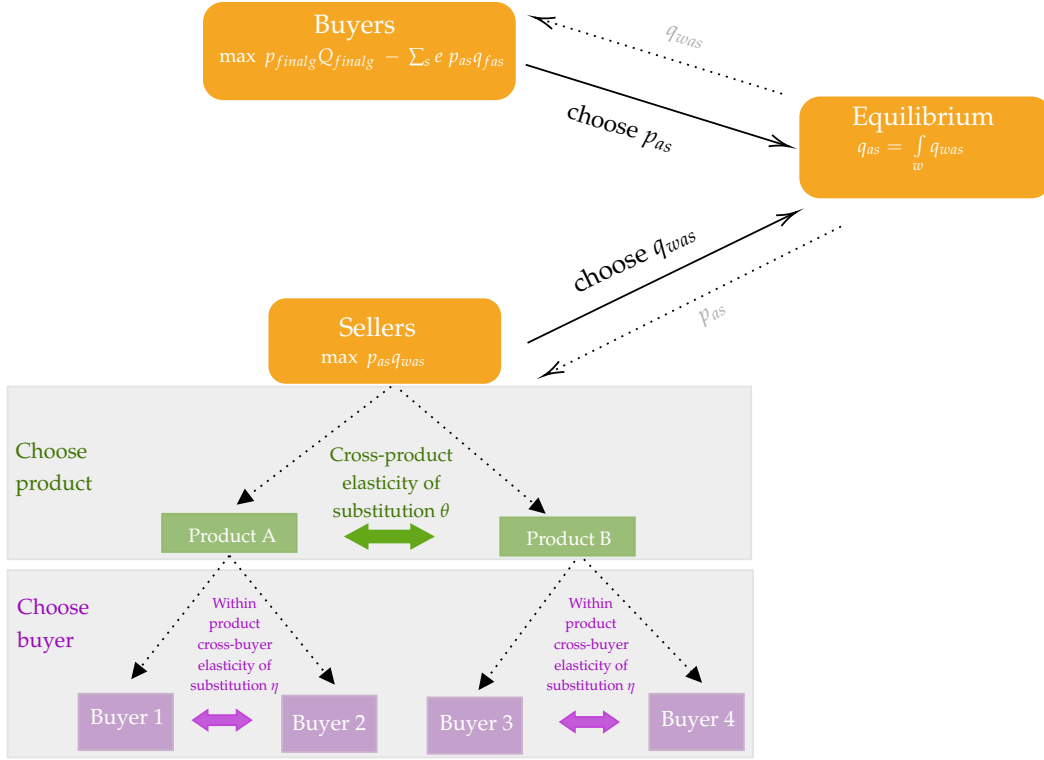 Buyers
max p_{finalg}Q_{finalg} − ∑_s e p_{as}q_{fas}
q_{was}
choose p_{as}
Equilibrium
q_{as} = ∫_w q_{was}
choose q_{was}
p_{as}
Sellers
max p_{as}q_{was}
Choose
product
Cross-product
elasticity of
substitution θ
Product A
Product B
Choose
buyer
Within
product
cross-buyer
elasticity of
substitution η
Within
product
cross-buyer
elasticity of
substitution η
Buyer 1
Buyer 2
Buyer 3
Buyer 4